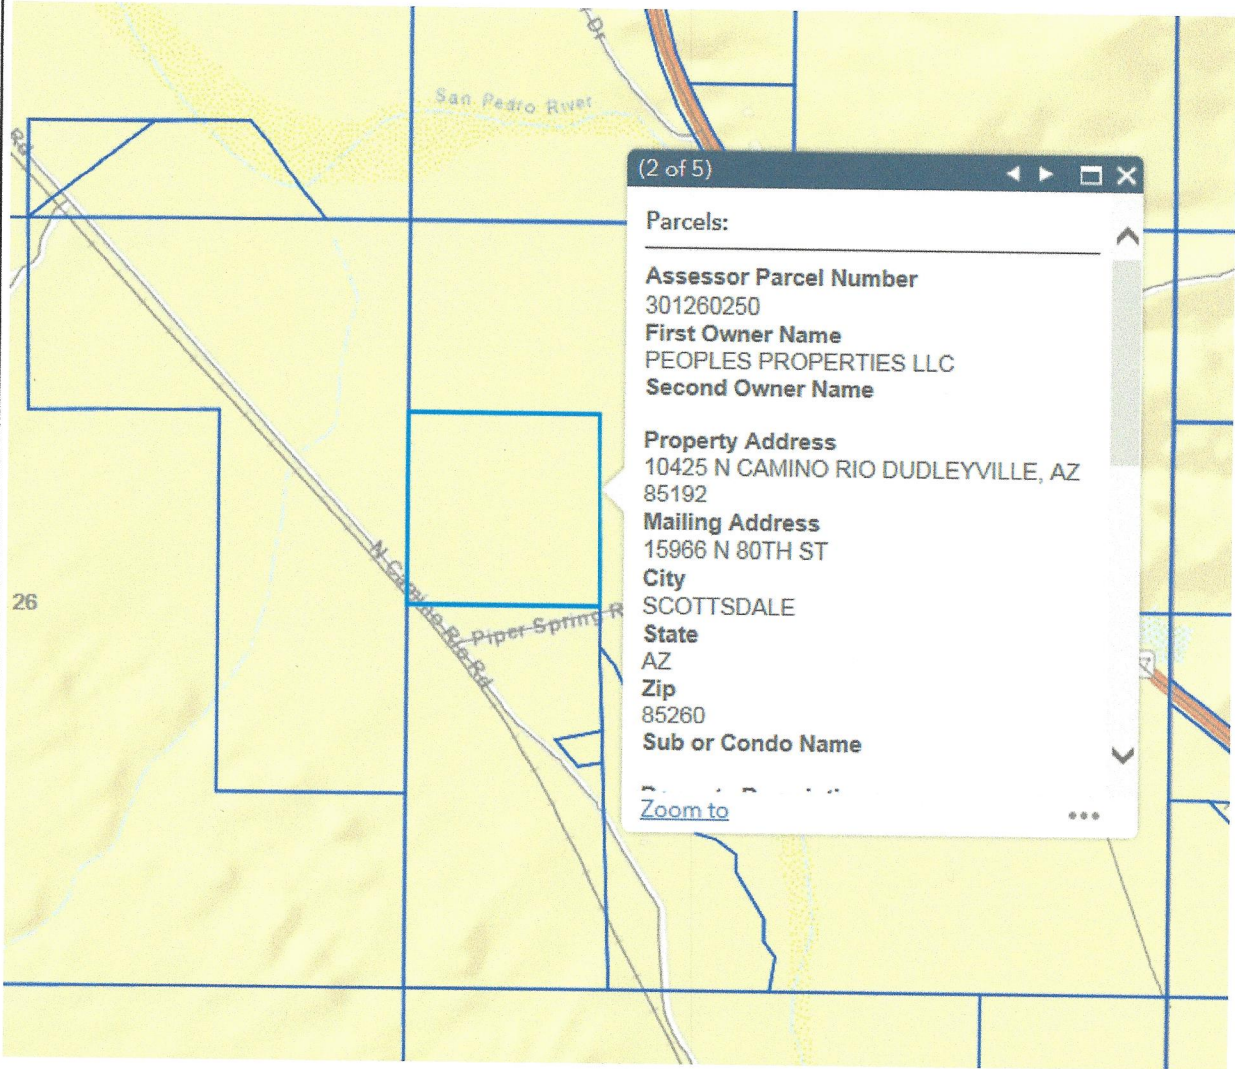 r Dr
San Pedro River
Rd
(2 of 5)
Parcels:
Assessor Parcel Number
301260250
First Owner Name
PEOPLES PROPERTIES LLC
Second Owner Name
Property Address
10425 N CAMINO RIO DUDLEYVILLE, AZ
85192
Mailing Address
15966 N 80TH ST
City
SCOTTSDALE
State
AZ
Zip
85260
Sub or Condo Name
Zoom to
26
N Camino Rio Rd
Piper Spring R